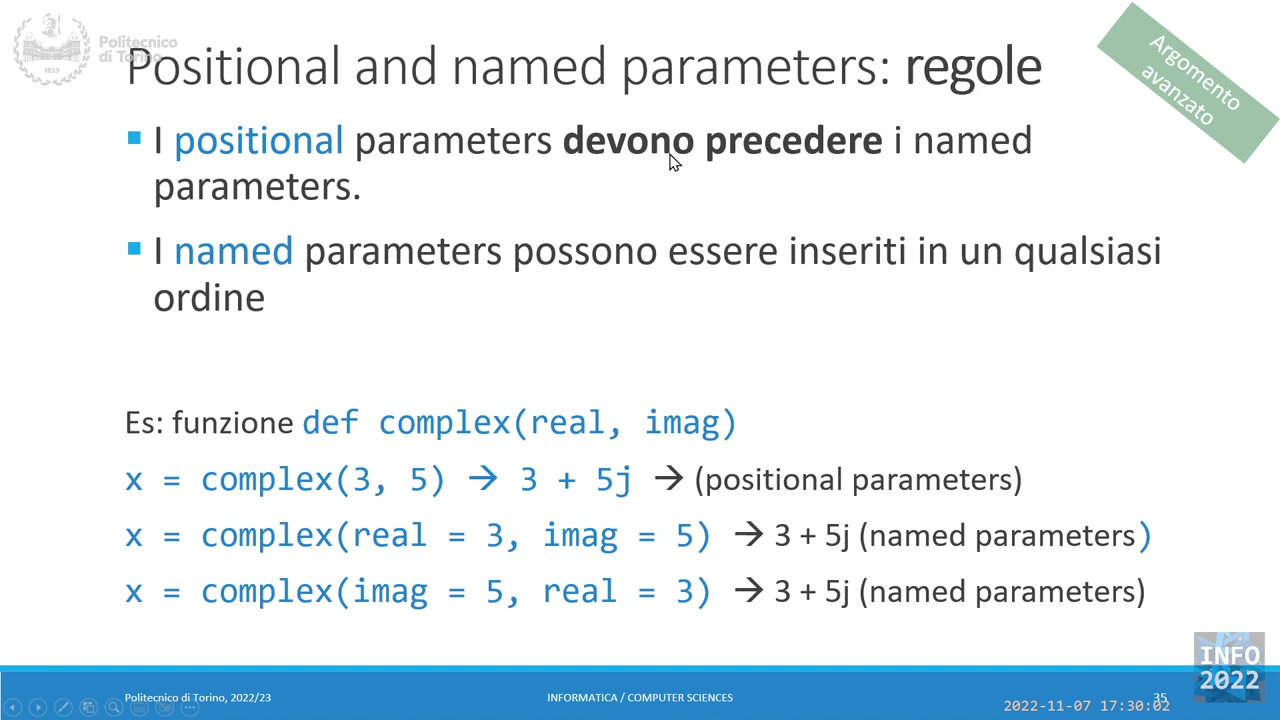 Politecnico
di Torino
Positional and named parameters: regole
Argomento
avanzato
▪ I positional parameters devono precedere i named
parameters.
▪ I named parameters possono essere inseriti in un qualsiasi
ordine
Es: funzione def complex(real, imag)
x = complex(3, 5) → 3 + 5j → (positional parameters)
x = complex(real = 3, imag = 5) → 3 + 5j (named parameters)
x = complex(imag = 5, real = 3) → 3 + 5j (named parameters)
INFO
2022
Politecnico di Torino, 2022/23
INFORMATICA / COMPUTER SCIENCES
35
2022-11-07 17:30:02